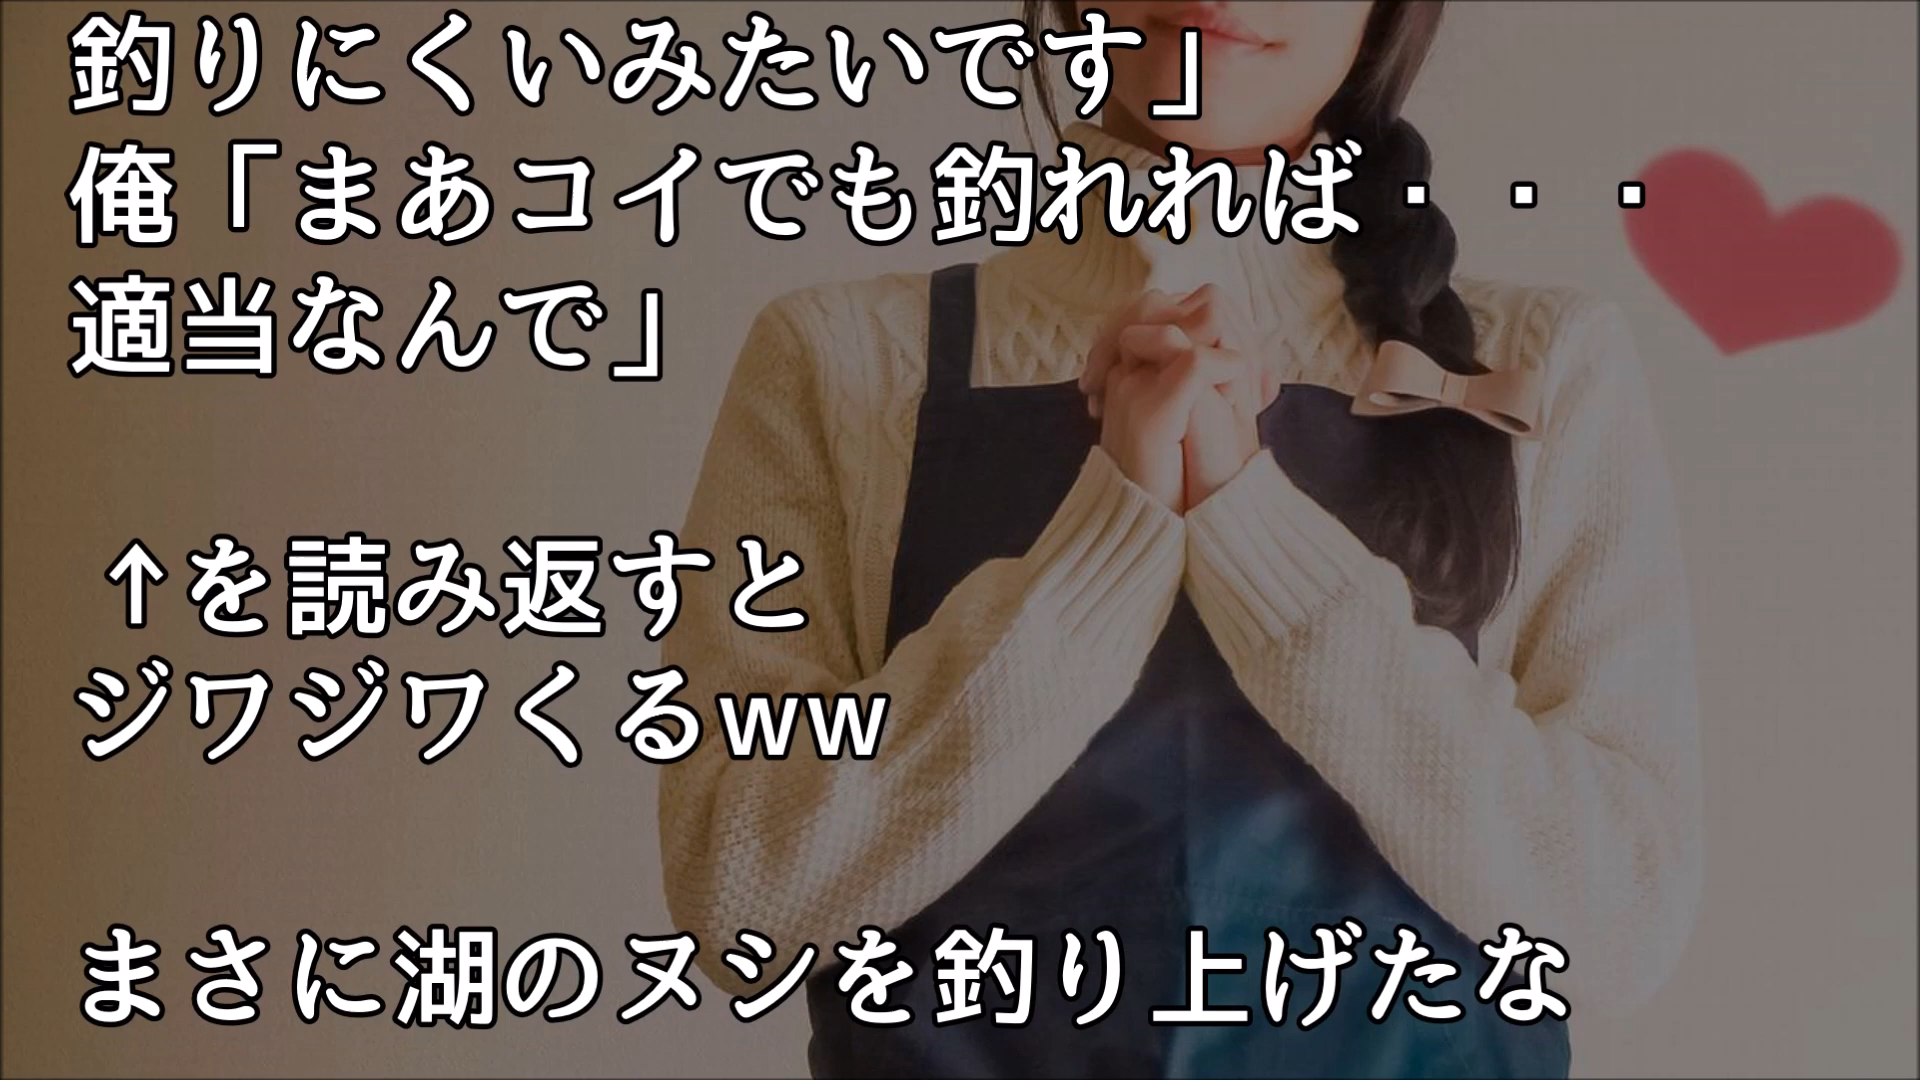 釣りにくいみたいです」
俺「まあコイでも釣れれば・・・
適当なんで」
↑を読み返すと
ジワジワくるww
まさに湖のヌシを釣り上げたな